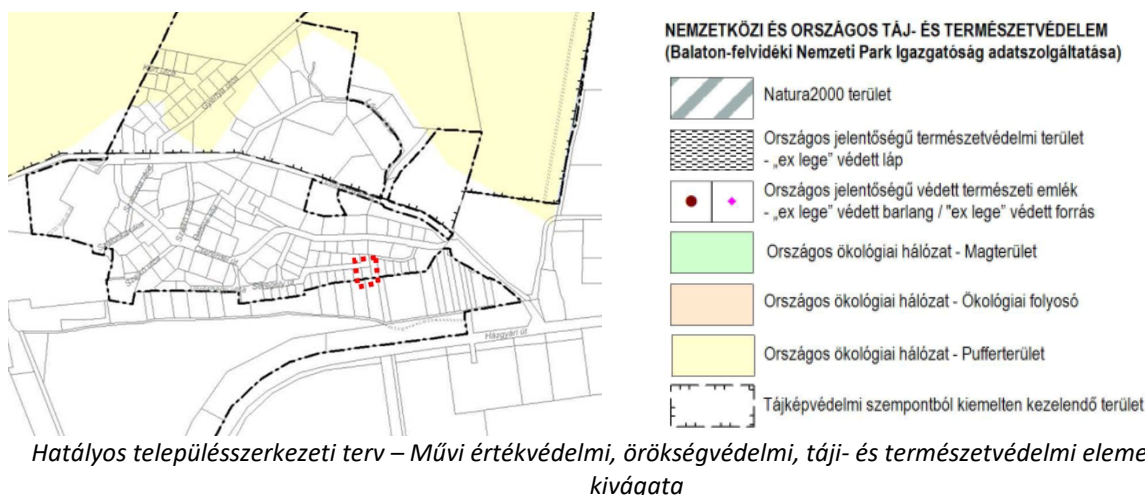 NEMZETKÖZI ÉS ORSZÁGOS TÁJ- ÉS TERMÉSZETVÉDELEM
(Balaton-felvidéki Nemzeti Park Igazgatóság adatszolgáltatása)
Natura2000 terület
Országos jelentőségű természetvédelmi terület
- „ex lege” védett láp
Országos jelentőségű védett természeti emlék
- „ex lege” védett barlang / "ex lege" védett forrás
Országos ökológiai hálózat - Magterület
Országos ökológiai hálózat - Ökológiai folyosó
Országos ökológiai hálózat - Pufferterület
Tájképvédelmi szempontból kiemelten kezelendő terület
Házgyári út
Hatályos településszerkezeti terv – Művi értékvédelmi, örökségvédelmi, táji- és természetvédelmi eleme
kivágata